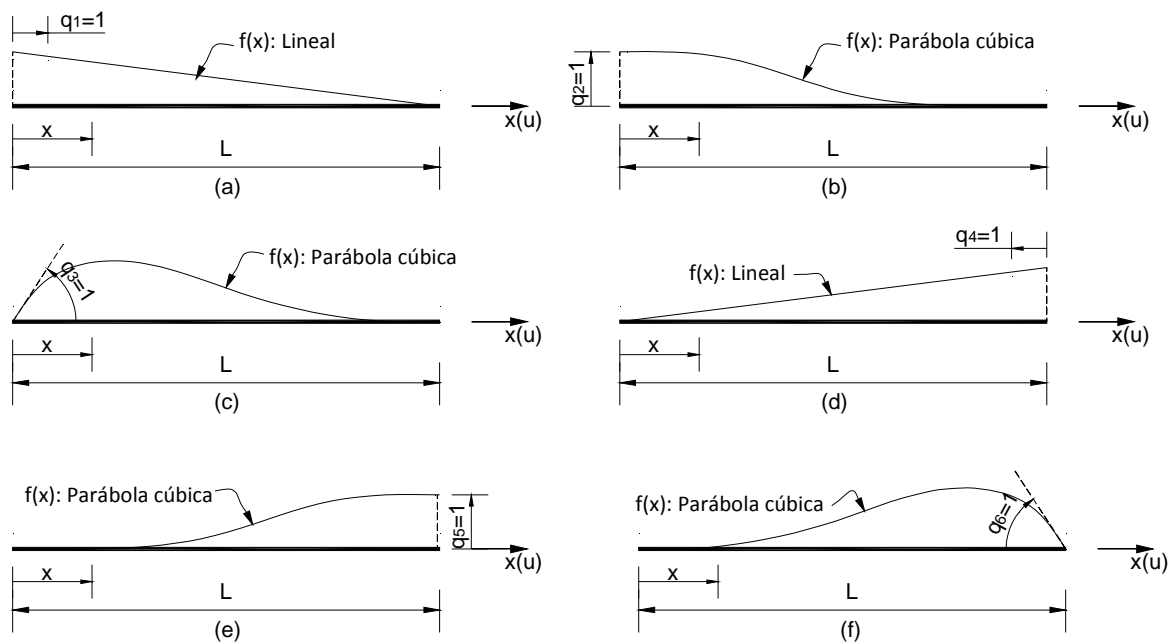 q1=1
f(x): Lineal
x
x(u)
L
(a)
q2=1
f(x): Parábola cúbica
x
x(u)
L
(b)
q3=1
f(x): Parábola cúbica
x
x(u)
L
(c)
q4=1
f(x): Lineal
x
x(u)
L
(d)
f(x): Parábola cúbica
q5=1
x
x(u)
L
(e)
f(x): Parábola cúbica
q6=1
x
x(u)
L
(f)